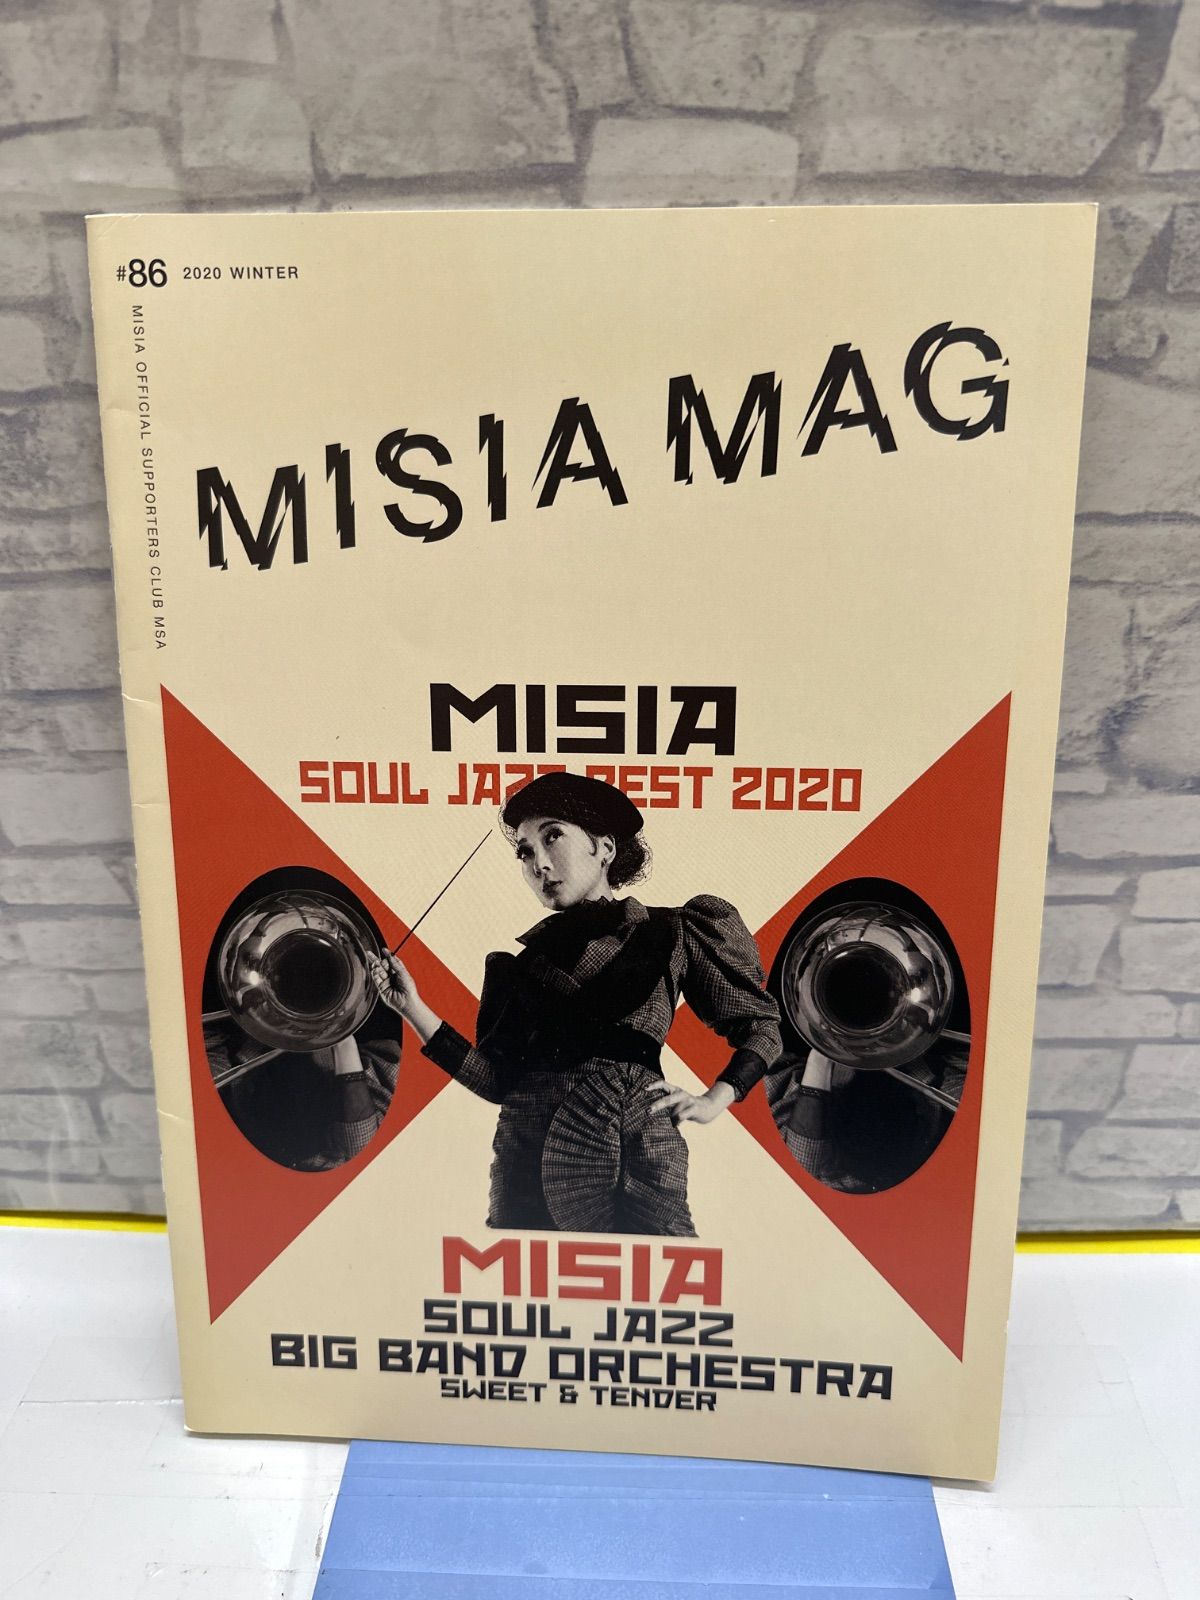 #86 2020 WINTER
MISIA OFFICIAL SUPPORTERS CLUB MSA
MISIA MAG
MISIA
SOUL JAZZ BEST 2020
MISIA
SOUL JAZZ
BIG BAND ORCHESTRA
SWEET & TENDER